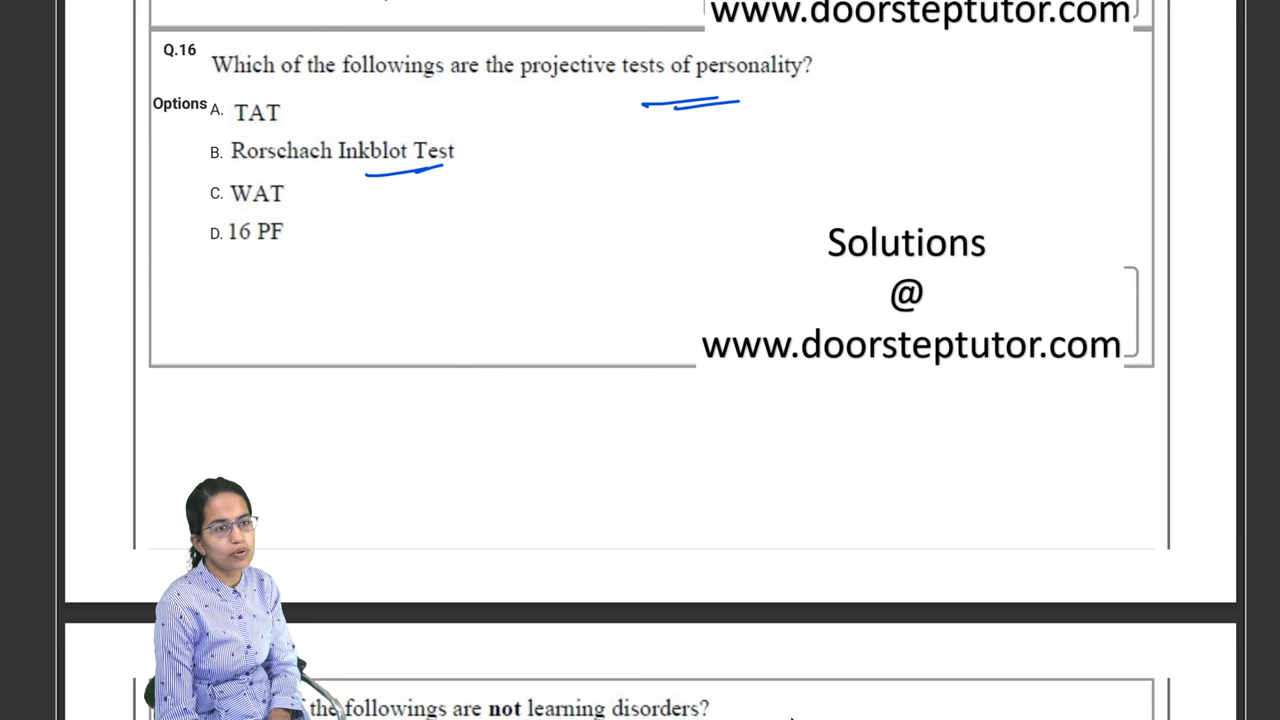 www.doorsteptutor.com
Q.16
Which of the followings are the projective tests of personality?
Options
A. TAT
B. Rorschach Inkblot Test
C. WAT
D. 16 PF
Solutions
@
www.doorsteptutor.com
the followings are not learning disorders?